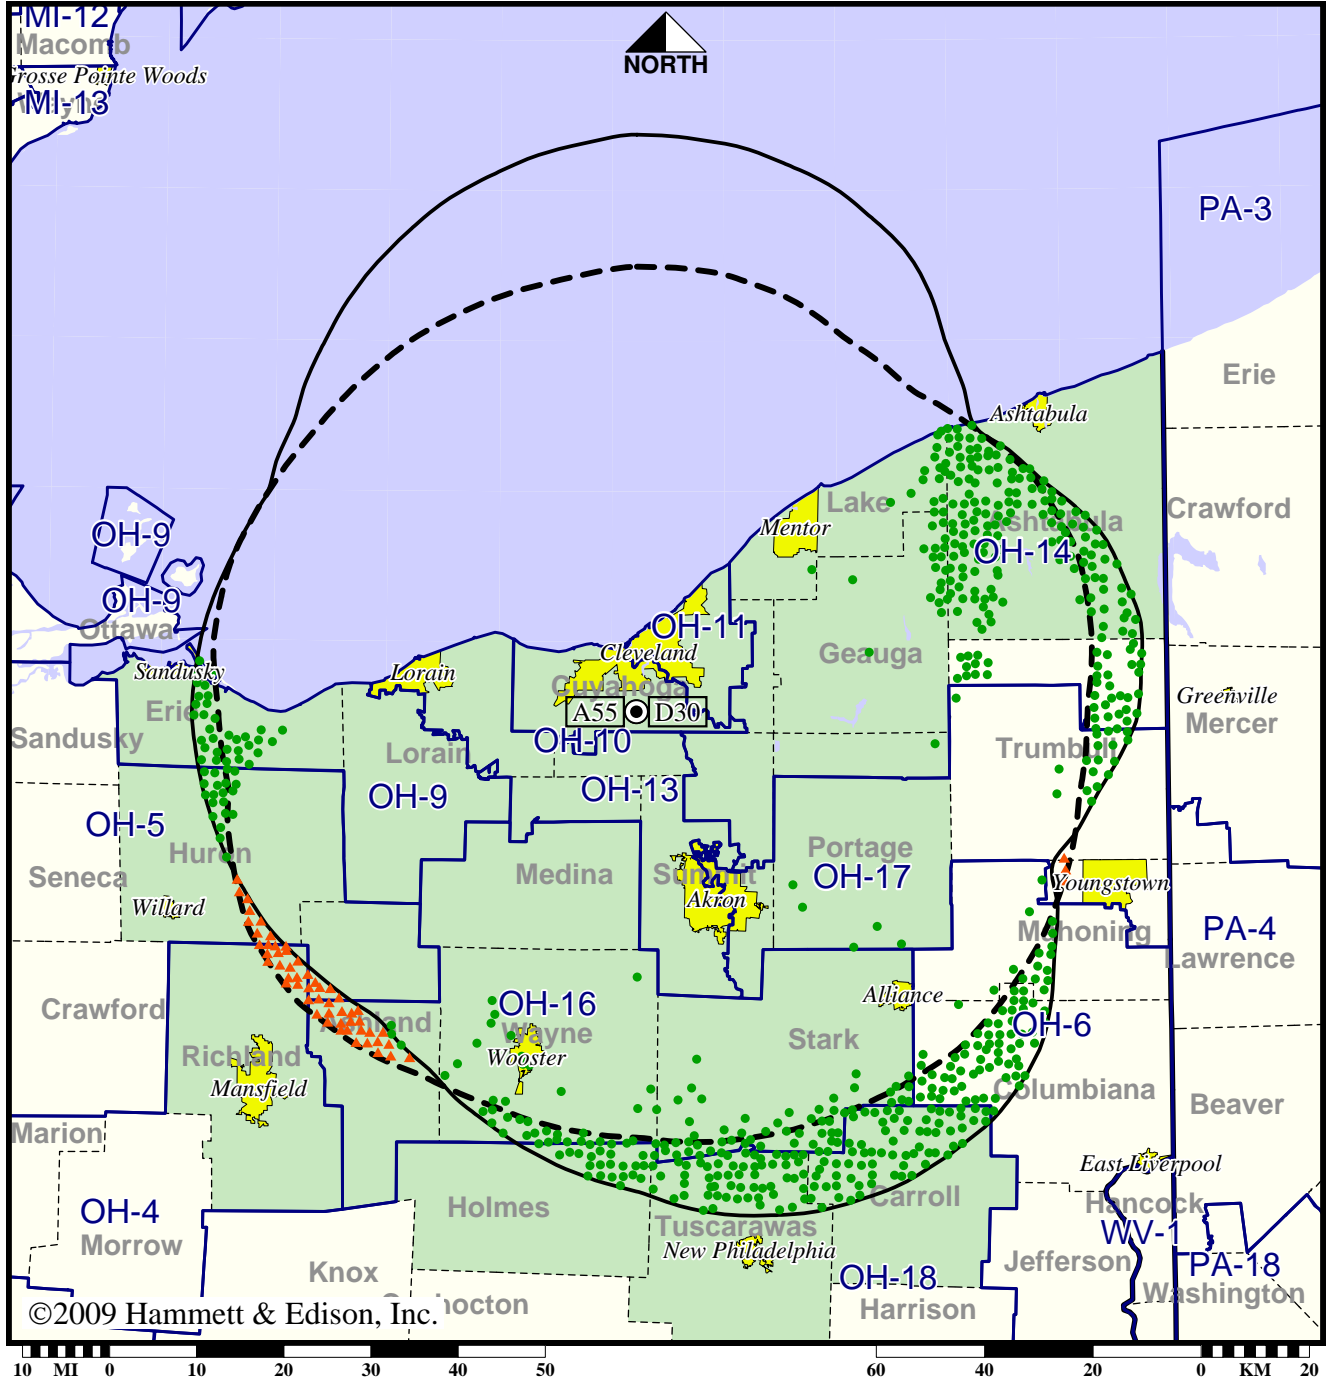 MI-12
Macomb
Grosse Pointe Woods
Wayne
MI-13
NORTH
PA-3
Erie
Ashtabula
Crawford
Lake
Mentor
Ashtabula
OH-14
OH-9
OH-9
Ottawa
OH-11
Cleveland
Geauga
Sandusky
Lorain
Cuyahoga
Greenville
Mercer
Erie
A55
D30
Sandusky
Lorain
OH-10
Trumbull
OH-13
OH-9
OH-5
Huron
Portage
OH-17
Seneca
Medina
Summit
Akron
Youngstown
Willard
Mahoning
PA-4
Lawrence
Alliance
Crawford
OH-16
Ashland
Wayne
Wooster
Stark
OH-6
Richland
Mansfield
Columbiana
Beaver
Marion
East Liverpool
OH-4
Morrow
Holmes
Carroll
Hancock
WV-1
Tuscarawas
New Philadelphia
Jefferson
PA-18
Washington
Knox
OH-18
Harrison
Coshocton
©2009 Hammett & Edison, Inc.
10 MI 0 10 20 30 40 50 60 40 20 0 KM 20